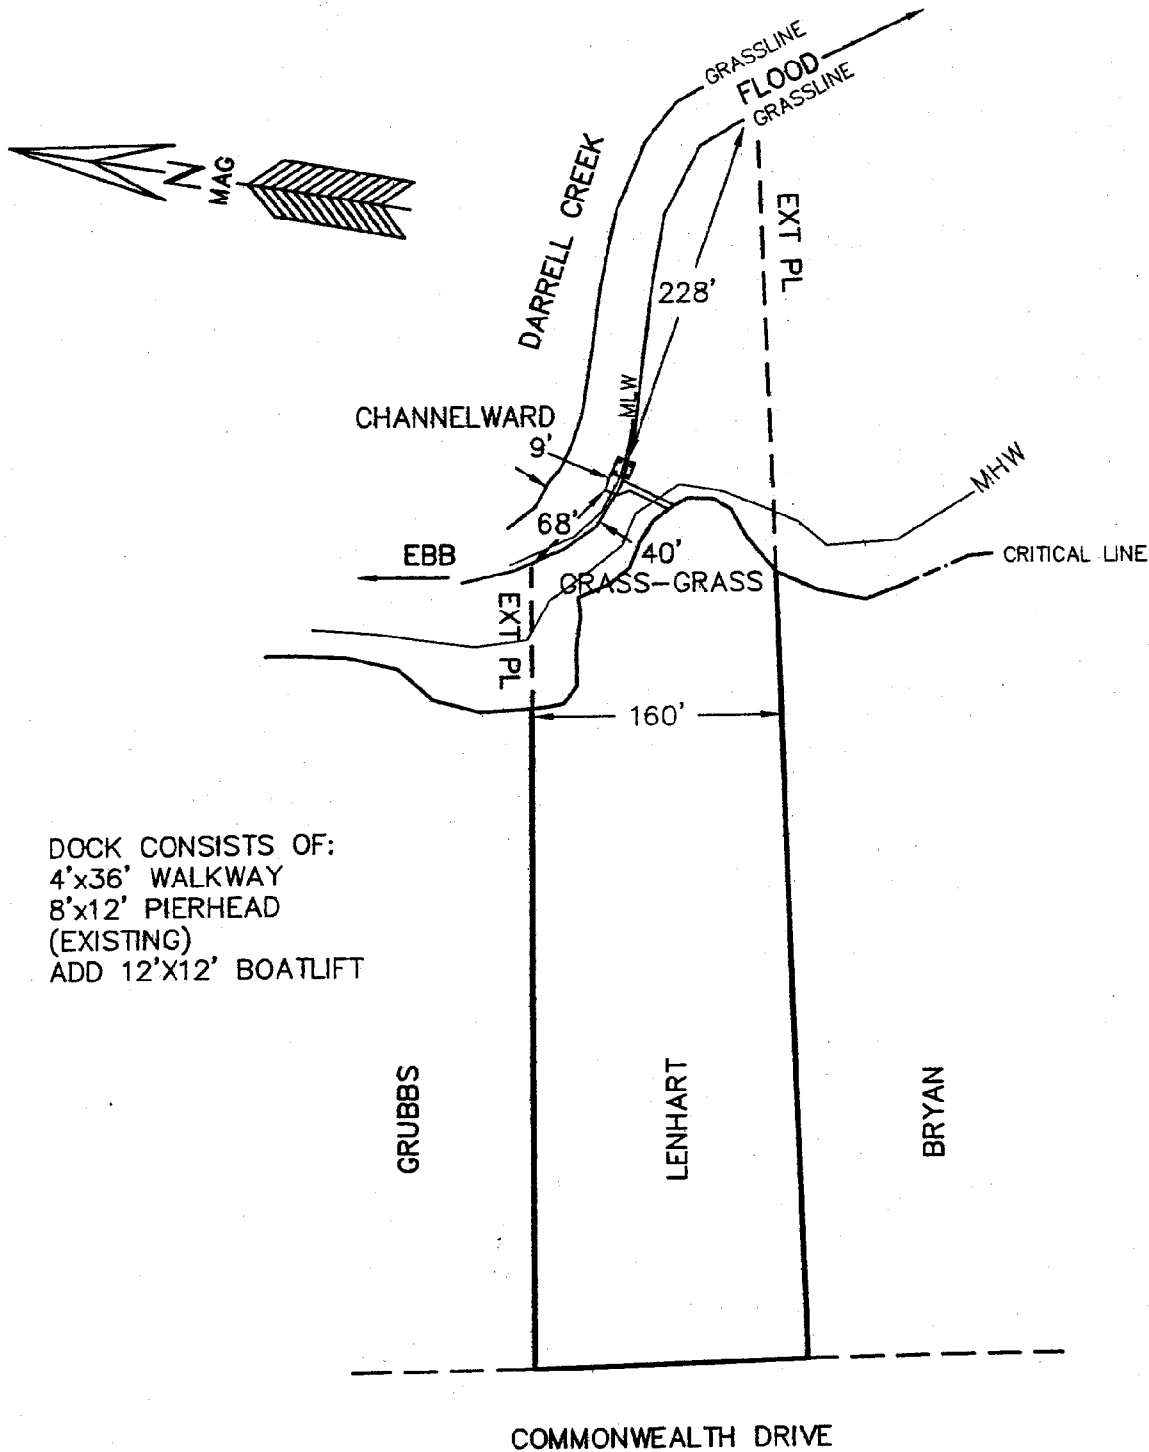 GRASSLINE
FLOOD
GRASSLINE
N
MAG
DARRELL CREEK
EXT PL
228'
MLW
CHANNELWARD
9'
MHW
68'
40'
EBB
GRASS-GRASS
CRITICAL LINE
EXT PL
160'
DOCK CONSISTS OF:
4'x36' WALKWAY
8'x12' PIERHEAD
(EXISTING)
ADD 12'X12' BOATLIFT
GRUBBS
LENHART
BRYAN
COMMONWEALTH DRIVE